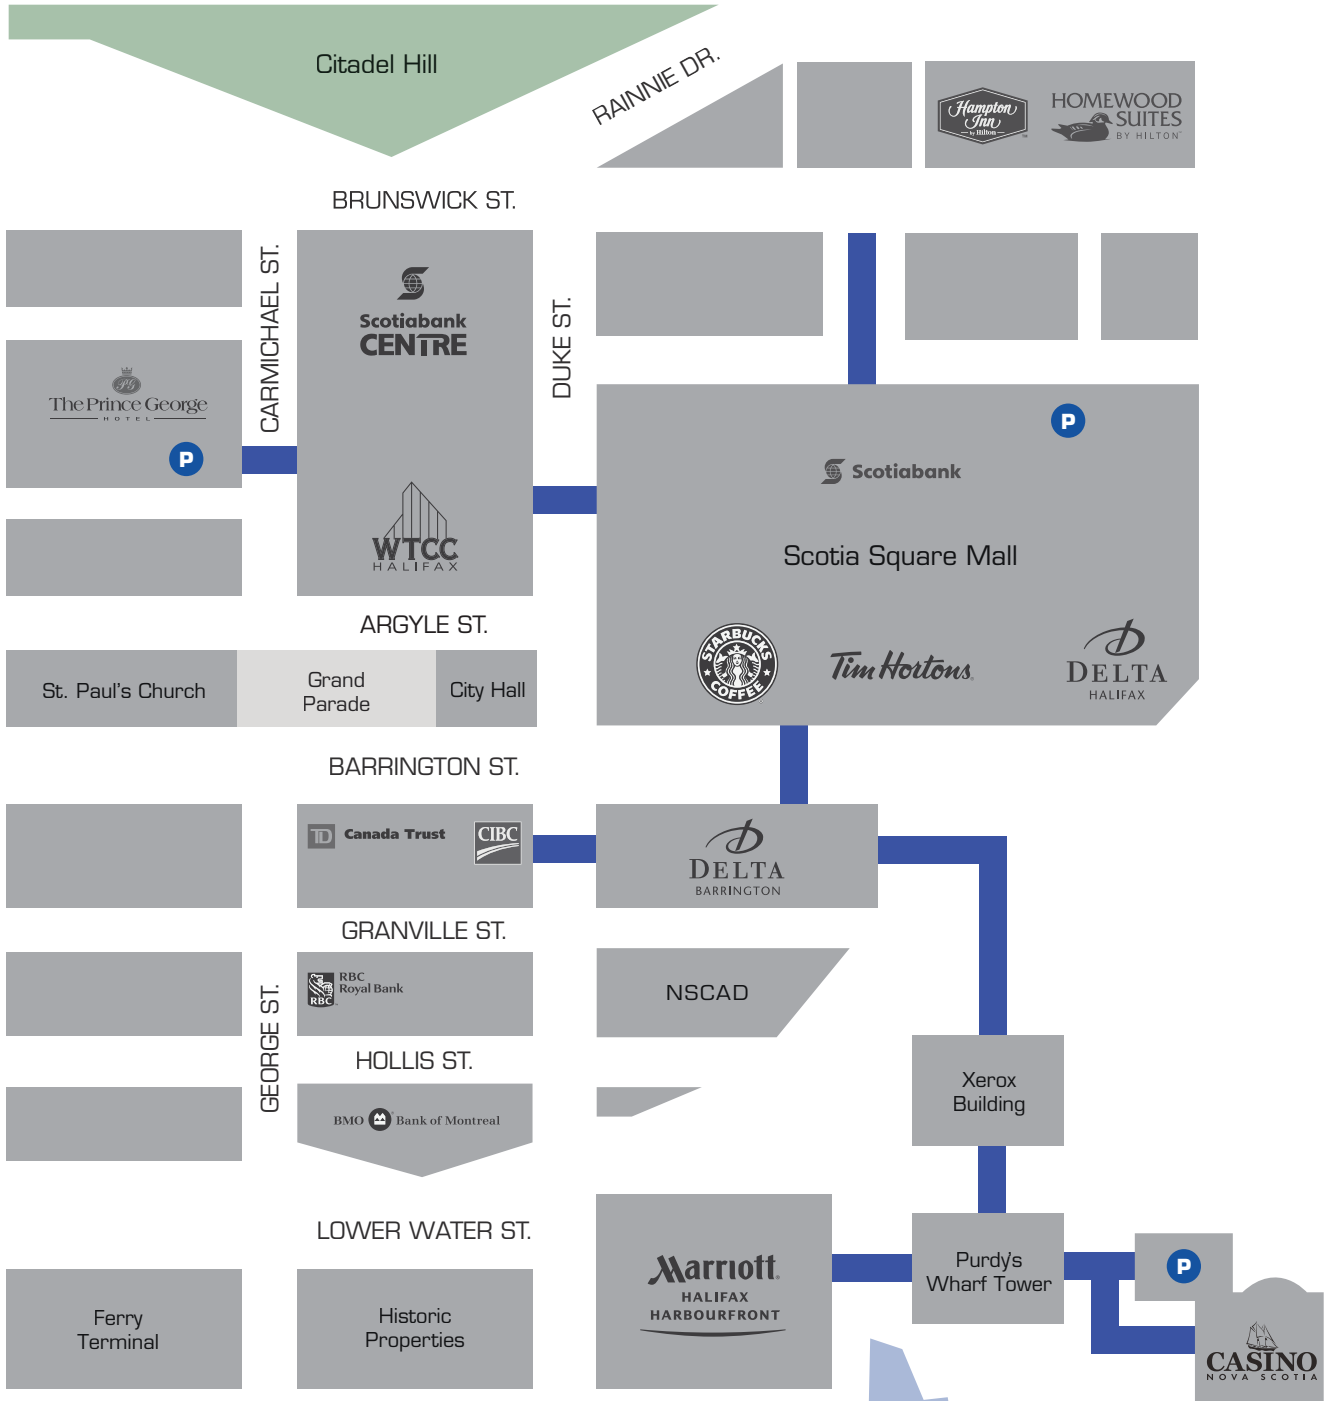 Citadel Hill
RAINNIE DR.
Hampton
Inn
by Hilton™
HOMEWOOD
SUITES
BY HILTON™
BRUNSWICK ST.
CARMICHAEL ST.
Scotiabank
CENTRE
DUKE ST.
PG
The Prince George
HOTEL
P
P
Scotiabank
WTCC
HALIFAX
Scotia Square Mall
ARGYLE ST.
STARBUCKS
COFFEE
Tim Hortons.
DELTA
HALIFAX
St. Paul's Church
Grand
Parade
City Hall
BARRINGTON ST.
TD Canada Trust
CIBC
DELTA
BARRINGTON
GRANVILLE ST.
RBC
Royal Bank
RBC
NSCAD
GEORGE ST.
HOLLIS ST.
Xerox
Building
BMO Bank of Montreal
LOWER WATER ST.
Marriott.
HALIFAX
HARBOURFRONT
Purdy's
Wharf Tower
P
Ferry
Terminal
Historic
Properties
CASINO
NOVA SCOTIA